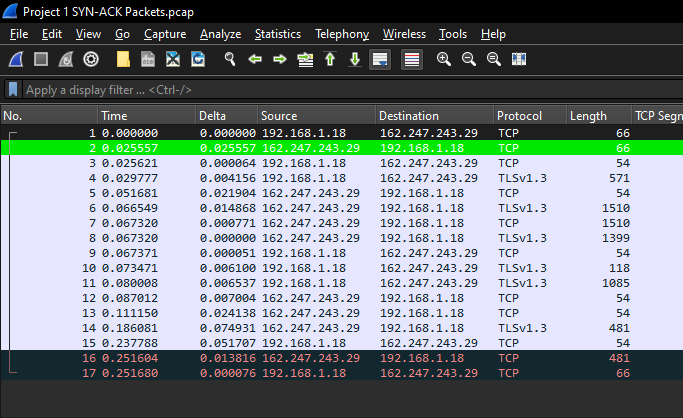 Project 1 SYN-ACK Packets.pcap
File Edit View Go Capture Analyze Statistics Telephony Wireless Tools Help
Apply a display filter ... <Ctrl-/>
No. Time Delta Source Destination Protocol Length TCP Segm
1 0.000000 0.000000 192.168.1.18 162.247.243.29 TCP 66
2 0.025557 0.025557 162.247.243.29 192.168.1.18 TCP 66
3 0.025621 0.000064 192.168.1.18 162.247.243.29 TCP 54
4 0.029777 0.004156 192.168.1.18 162.247.243.29 TLSv1.3 571
5 0.051681 0.021904 162.247.243.29 192.168.1.18 TCP 54
6 0.066549 0.014868 162.247.243.29 192.168.1.18 TLSv1.3 1510
7 0.067320 0.000771 162.247.243.29 192.168.1.18 TCP 1510
8 0.067320 0.000000 162.247.243.29 192.168.1.18 TLSv1.3 1399
9 0.067371 0.000051 192.168.1.18 162.247.243.29 TCP 54
10 0.073471 0.006100 192.168.1.18 162.247.243.29 TLSv1.3 118
11 0.080008 0.006537 192.168.1.18 162.247.243.29 TLSv1.3 1085
12 0.087012 0.007004 162.247.243.29 192.168.1.18 TCP 54
13 0.111150 0.024138 162.247.243.29 192.168.1.18 TCP 54
14 0.186081 0.074931 162.247.243.29 192.168.1.18 TLSv1.3 481
15 0.237788 0.051707 192.168.1.18 162.247.243.29 TCP 54
16 0.251604 0.013816 162.247.243.29 192.168.1.18 TCP 481
17 0.251680 0.000076 192.168.1.18 162.247.243.29 TCP 66